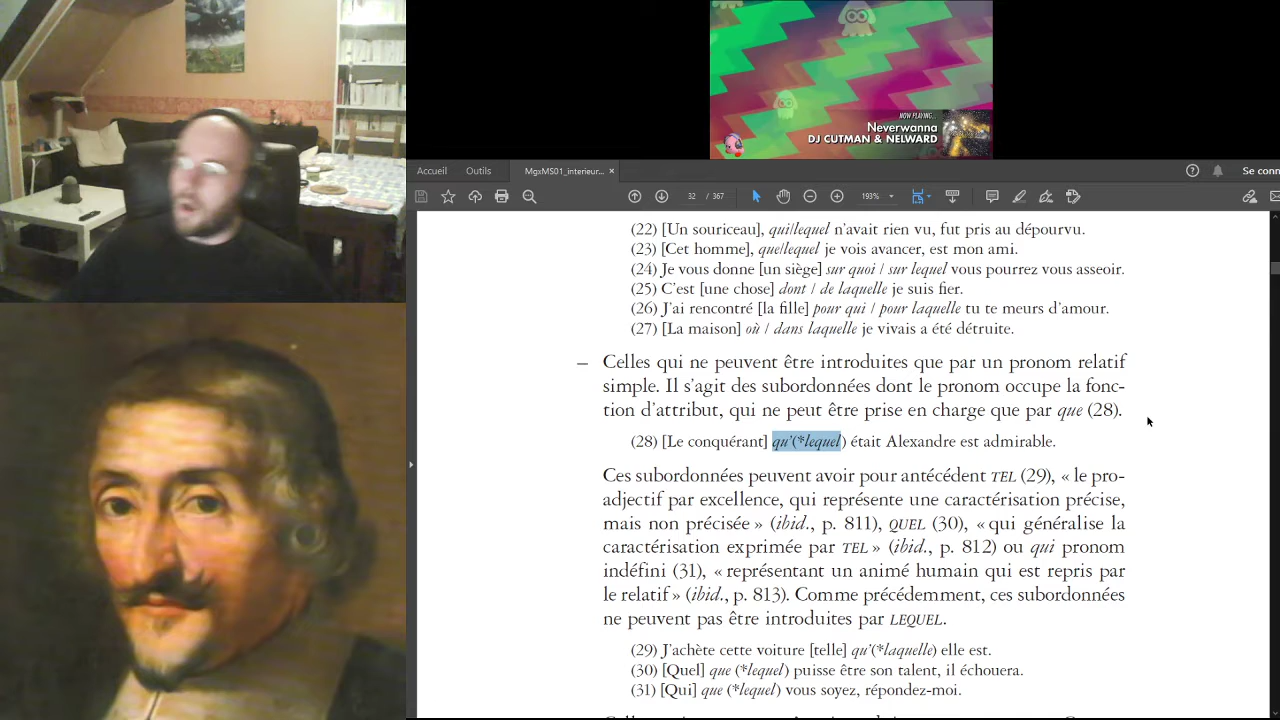 NOW PLAYING...
Neverwanna
DJ CUTMAN & NELWARD
Accueil Outils MgxMS01_interieur... × Se conn
32 / 367 193%
(22) [Un souriceau], qui/lequel n'avait rien vu, fut pris au dépourvu.
(23) [Cet homme], que/lequel je vois avancer, est mon ami.
(24) Je vous donne [un siège] sur quoi / sur lequel vous pourrez vous asseoir.
(25) C'est [une chose] dont / de laquelle je suis fier.
(26) J'ai rencontré [la fille] pour qui / pour laquelle tu te meurs d'amour.
(27) [La maison] où / dans laquelle je vivais a été détruite.
– Celles qui ne peuvent être introduites que par un pronom relatif
simple. Il s'agit des subordonnées dont le pronom occupe la fonc-
tion d'attribut, qui ne peut être prise en charge que par que (28).
(28) [Le conquérant] qu'(*lequel) était Alexandre est admirable.
Ces subordonnées peuvent avoir pour antécédent TEL (29), « le pro-
adjectif par excellence, qui représente une caractérisation précise,
mais non précisée » (ibid., p. 811), QUEL (30), « qui généralise la
caractérisation exprimée par TEL » (ibid., p. 812) ou qui pronom
indéfini (31), « représentant un animé humain qui est repris par
le relatif » (ibid., p. 813). Comme précédemment, ces subordonnées
ne peuvent pas être introduites par LEQUEL.
(29) J'achète cette voiture [telle] qu'(*laquelle) elle est.
(30) [Quel] que (*lequel) puisse être son talent, il échouera.
(31) [Qui] que (*lequel) vous soyez, répondez-moi.